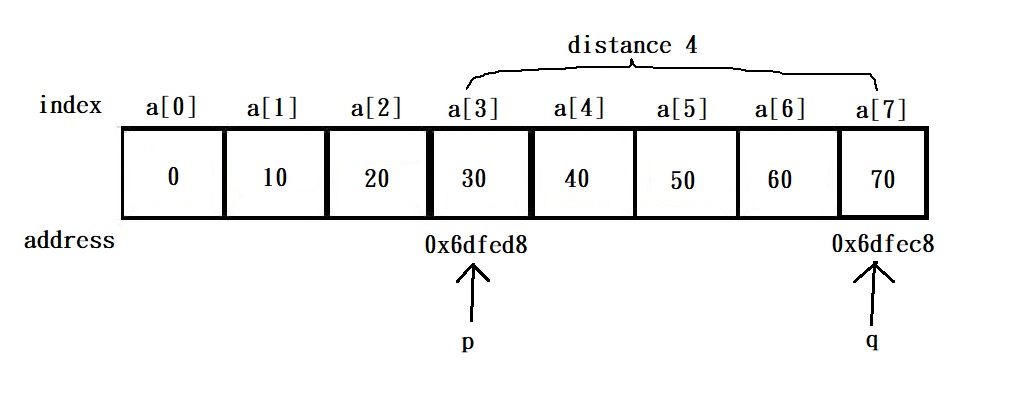 distance 4
index a[0] a[1] a[2] a[3] a[4] a[5] a[6] a[7]
0 10 20 30 40 50 60 70
address 0x6dfed8 0x6dfec8
p q